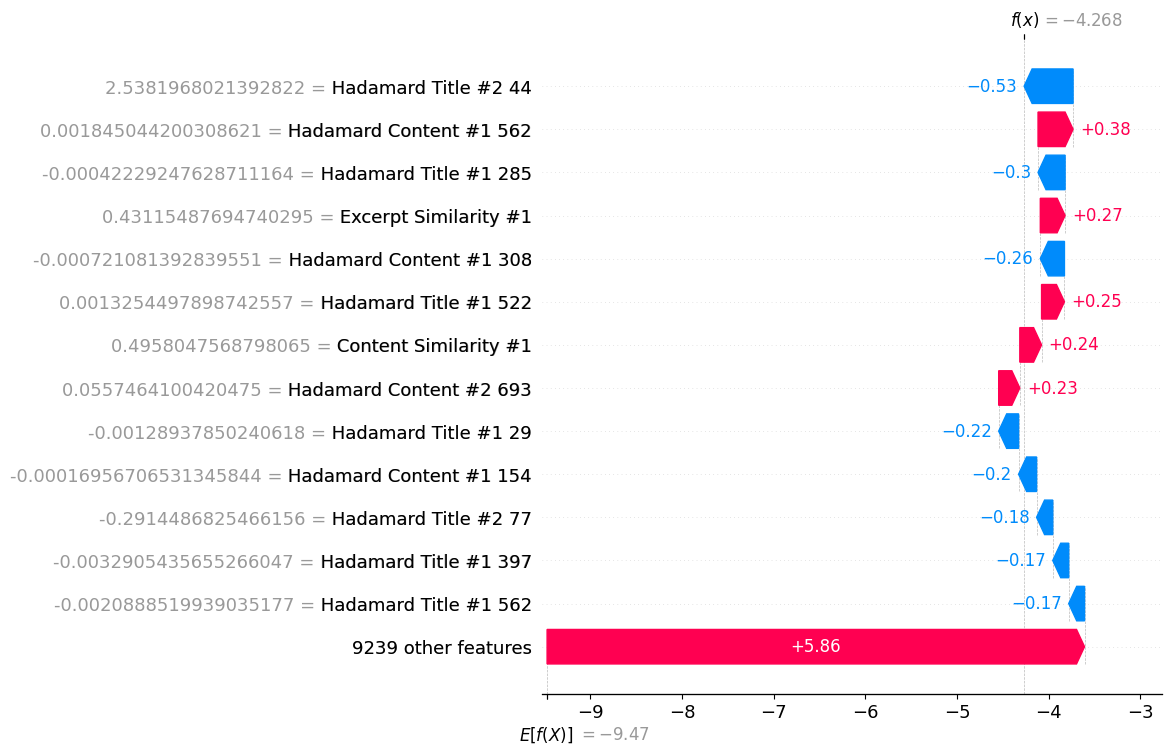 f(x) = −4.268
2.5381968021392822 = Hadamard Title #2 44 −0.53
0.001845044200308621 = Hadamard Content #1 562 +0.38
-0.00042229247628711164 = Hadamard Title #1 285 −0.3
0.43115487694740295 = Excerpt Similarity #1 +0.27
-0.000721081392839551 = Hadamard Content #1 308 −0.26
0.0013254497898742557 = Hadamard Title #1 522 +0.25
0.4958047568798065 = Content Similarity #1 +0.24
0.0557464100420475 = Hadamard Content #2 693 +0.23
-0.00128937850240618 = Hadamard Title #1 29 −0.22
-0.00016956706531345844 = Hadamard Content #1 154 −0.2
-0.2914486825466156 = Hadamard Title #2 77 −0.18
-0.0032905435655266047 = Hadamard Title #1 397 −0.17
-0.0020888519939035177 = Hadamard Title #1 562 −0.17
9239 other features +5.86
−9 −8 −7 −6 −5 −4 −3
E[f(X)] = −9.47